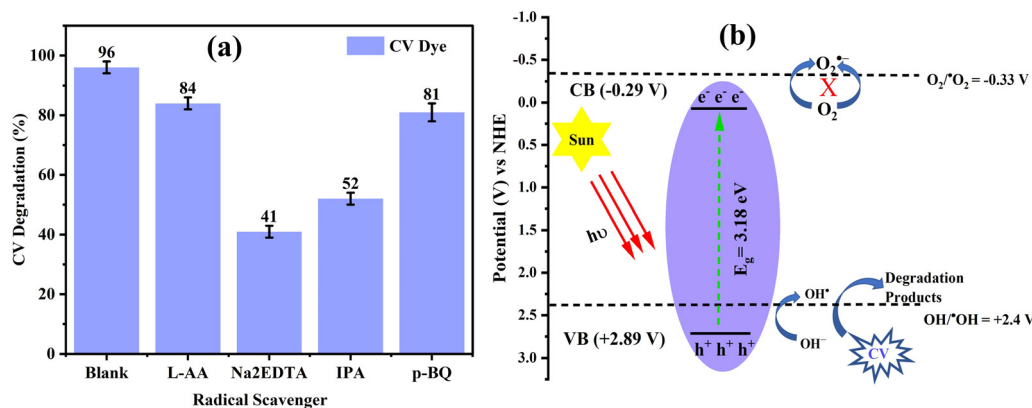 (a)
CV Dye
96
84
41
52
81
100
80
60
40
20
0
CV Degradation (%)
Blank
L-AA
Na2EDTA
IPA
p-BQ
Radical Scavenger
(b)
-1.0
-0.5
0.0
0.5
1.0
1.5
2.0
2.5
3.0
Potential (V) vs NHE
CB (-0.29 V)
e- e- e-
O2•−
X
O2
O2/•O2 = -0.33 V
Sun
hυ
Eg= 3.18 eV
VB (+2.89 V)
h+ h+ h+
OH•
OH−
Degradation
Products
CV
OH/•OH = +2.4 V